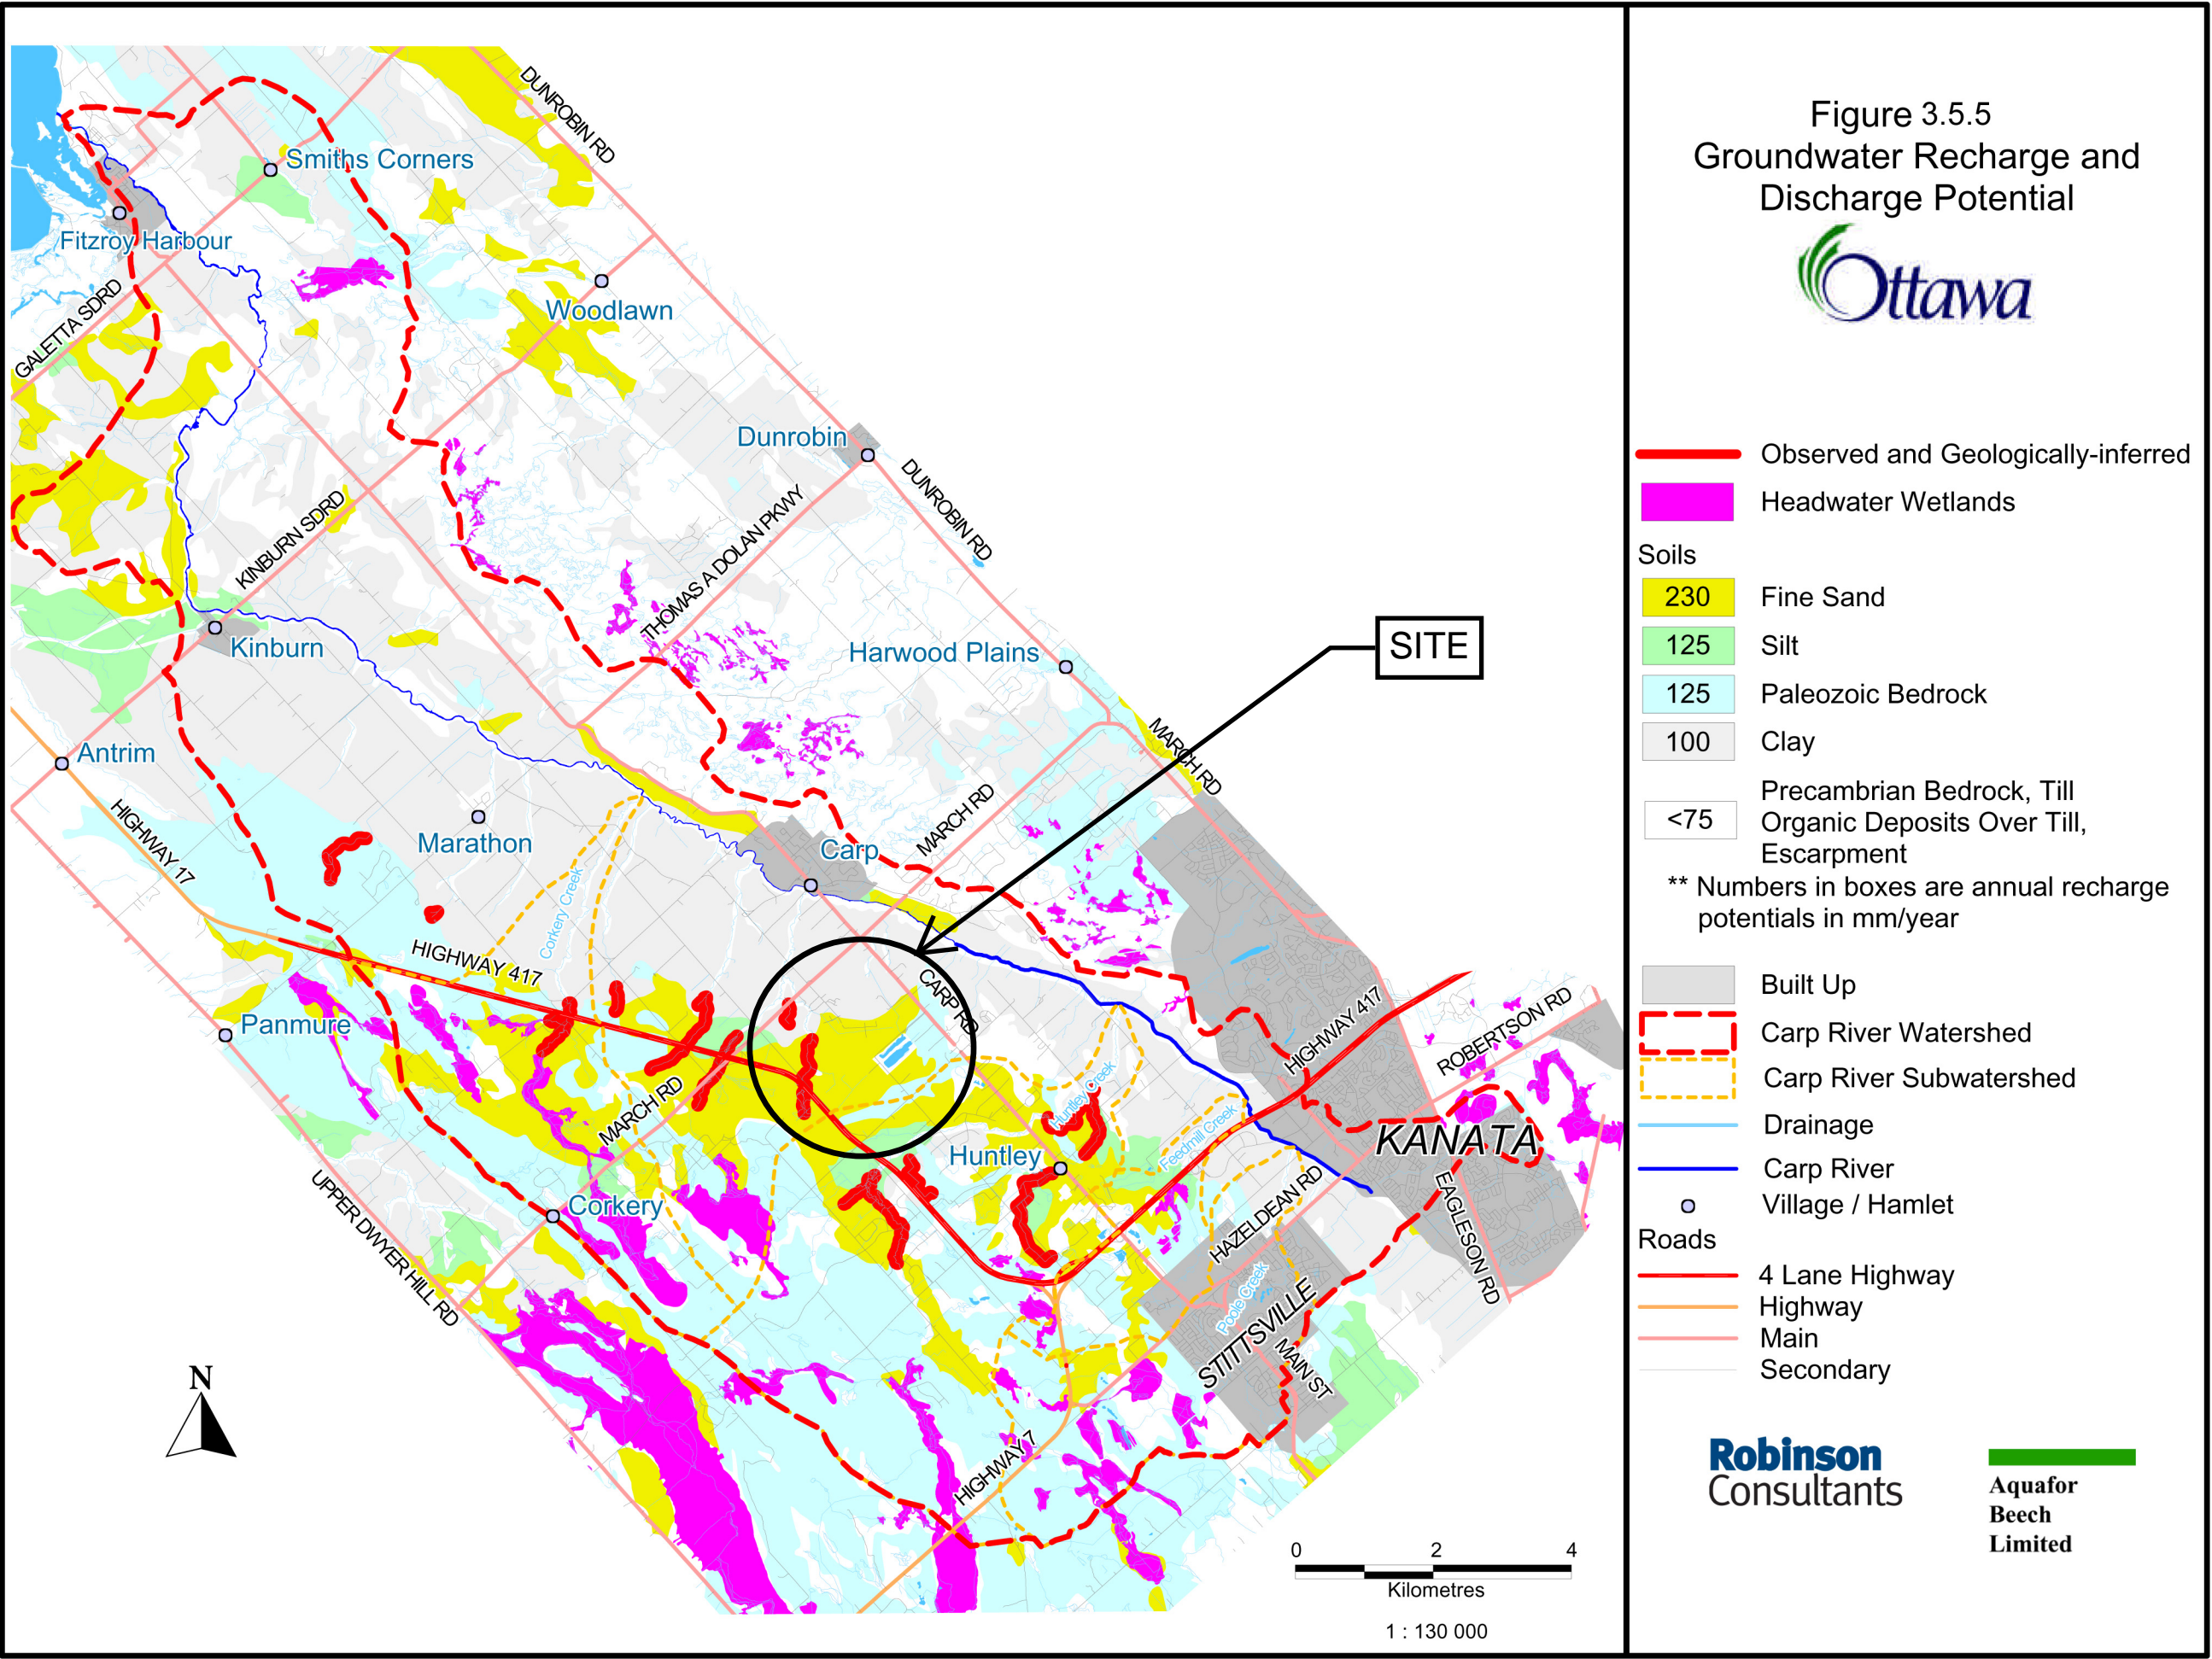 Figure 3.5.5
Groundwater Recharge and
Discharge Potential
Ottawa
Observed and Geologically-inferred
Headwater Wetlands
Soils
230 Fine Sand
125 Silt
125 Paleozoic Bedrock
100 Clay
<75 Precambrian Bedrock, Till
Organic Deposits Over Till,
Escarpment
** Numbers in boxes are annual recharge
potentials in mm/year
Built Up
Carp River Watershed
Carp River Subwatershed
Drainage
Carp River
Village / Hamlet
Roads
4 Lane Highway
Highway
Main
Secondary
Robinson
Consultants
Aquafor
Beech
Limited
DUNROBIN RD
Smiths Corners
Fitzroy Harbour
GALETTA SDRD
Woodlawn
Dunrobin
DUNROBIN RD
KINBURN SDRD
THOMAS A DOLAN PKWY
Kinburn
Harwood Plains
SITE
Antrim
MARCH RD
HIGHWAY 17
Marathon
Carp
MARCH RD
Corkery Creek
HIGHWAY 417
CARP RD
Panmure
HIGHWAY 417
ROBERTSON RD
MARCH RD
Huntley Creek
Feedmill Creek
KANATA
Huntley
Corkery
UPPER DWYER HILL RD
HAZELDEAN RD
EAGLESON RD
Poole Creek
STITTSVILLE
MAIN ST
HIGHWAY 7
N
0 2 4
Kilometres
1 : 130 000